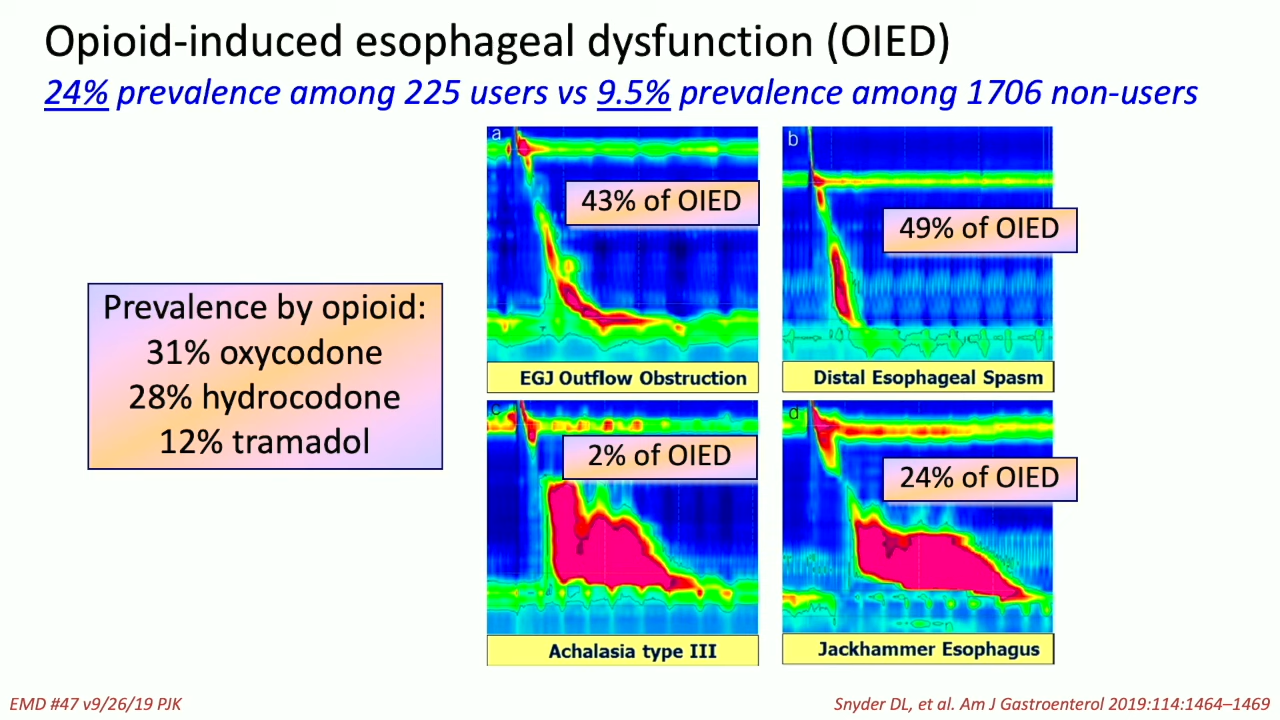 Opioid-induced esophageal dysfunction (OIED)
24% prevalence among 225 users vs 9.5% prevalence among 1706 non-users
Prevalence by opioid:
31% oxycodone
28% hydrocodone
12% tramadol
a
43% of OIED
EGJ Outflow Obstruction
b
49% of OIED
Distal Esophageal Spasm
c
2% of OIED
Achalasia type III
d
24% of OIED
Jackhammer Esophagus
EMD #47 v9/26/19 PJK
Snyder DL, et al. Am J Gastroenterol 2019:114:1464–1469